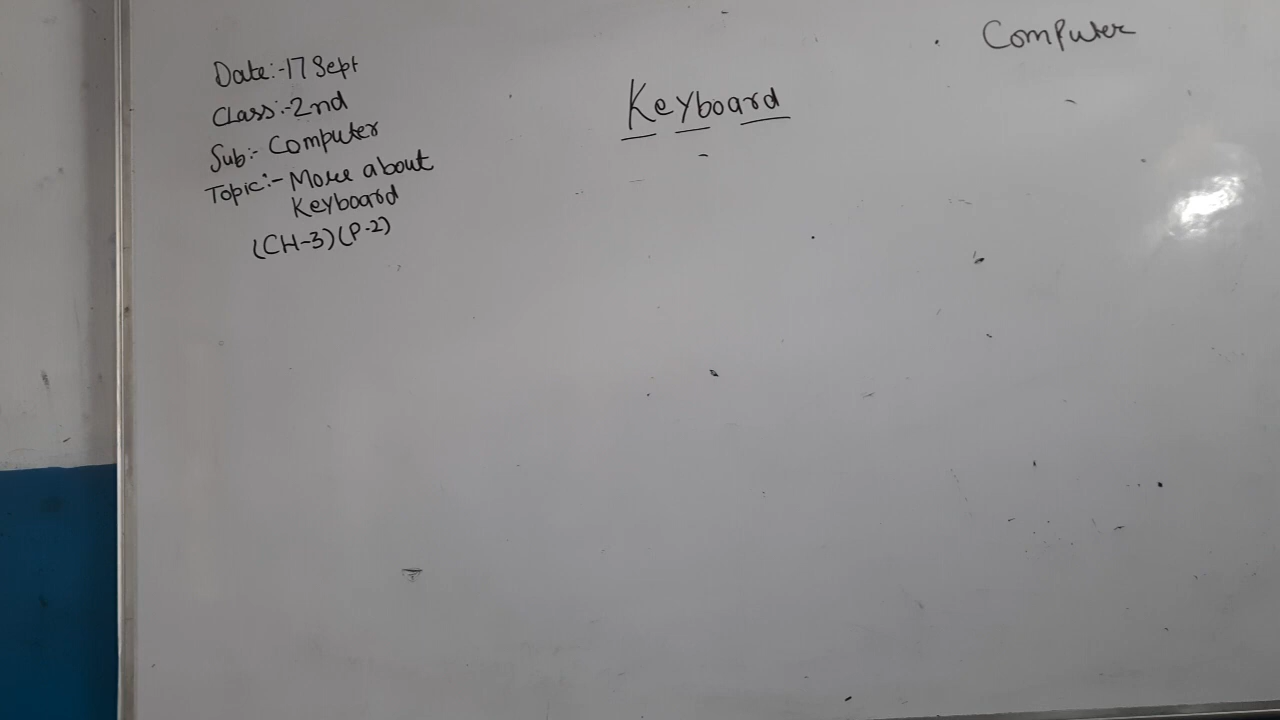 Date:-17 Sept
Class:-2nd
Sub:- Computer
Topic:- More about
Keyboard
(CH-3)(P-2)
Keyboard
Computer